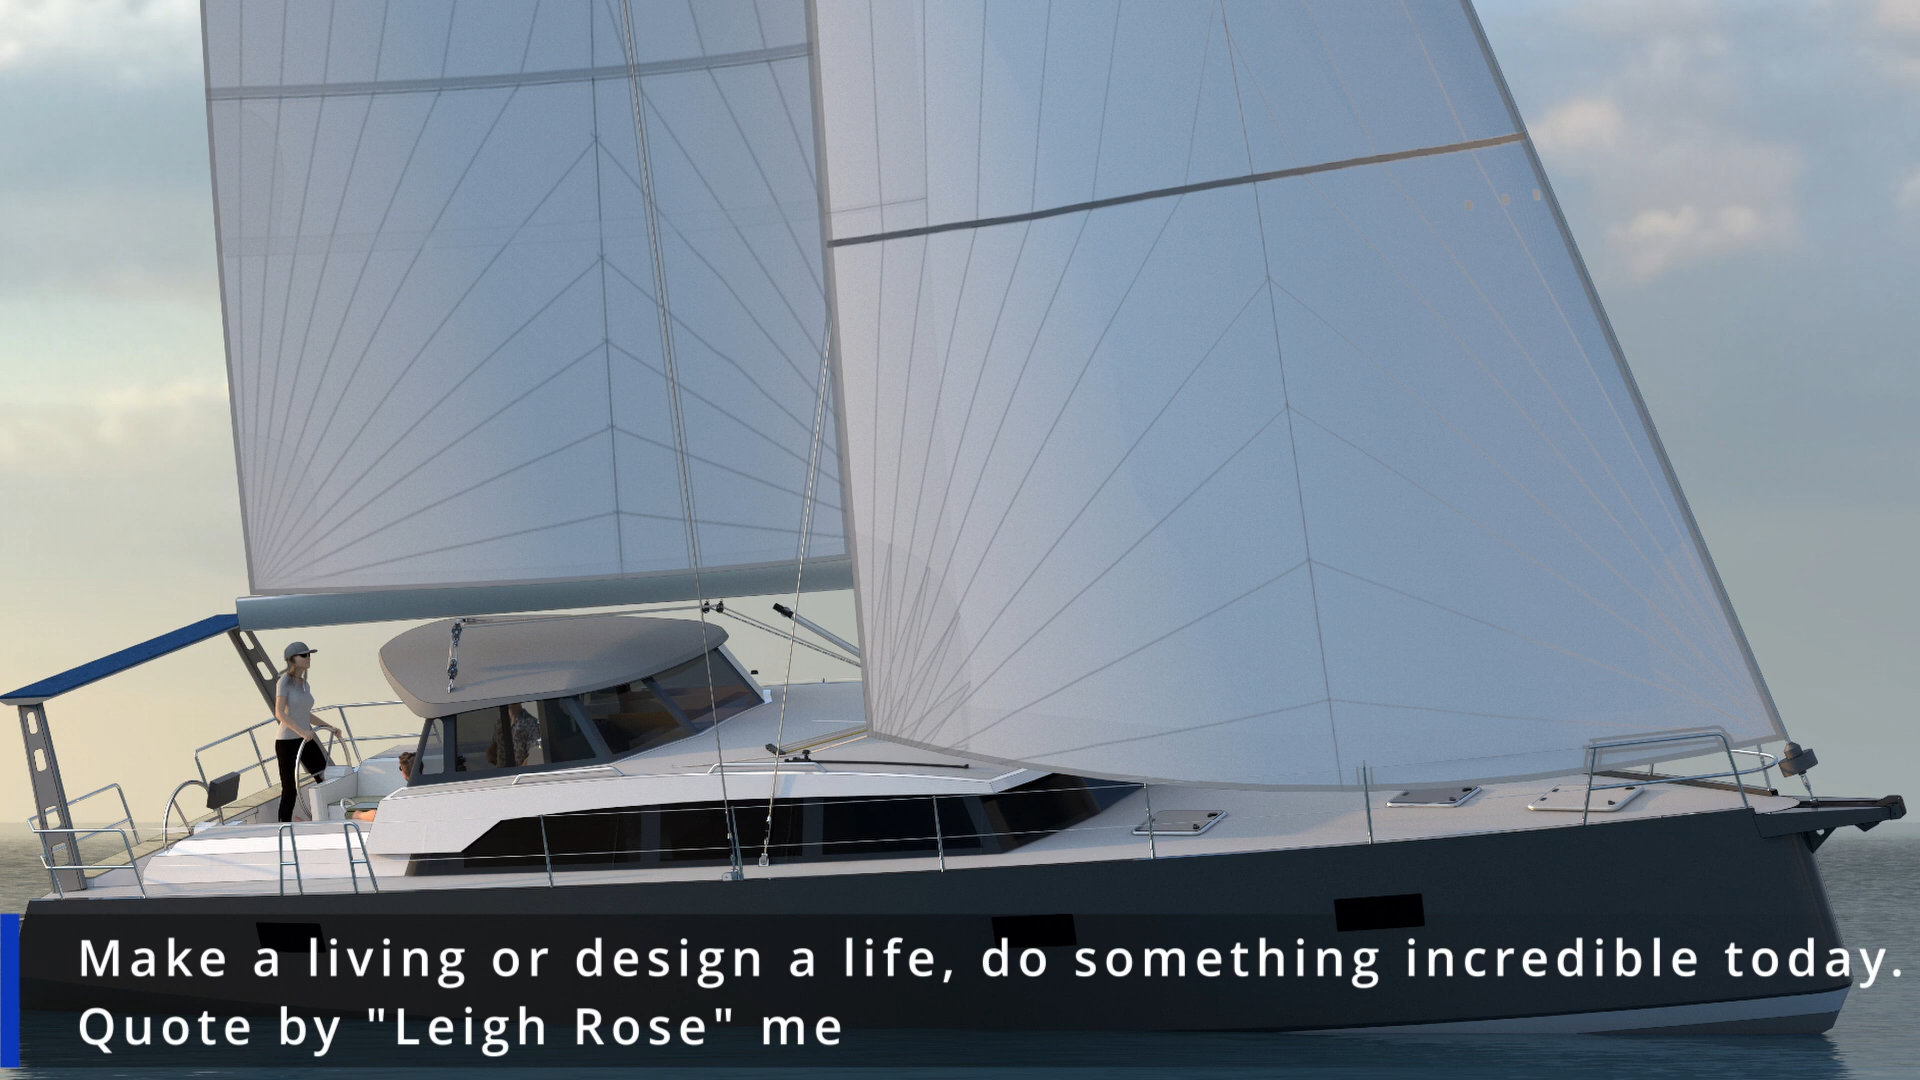 Make a living or design a life, do something incredible today.
Quote by "Leigh Rose" me